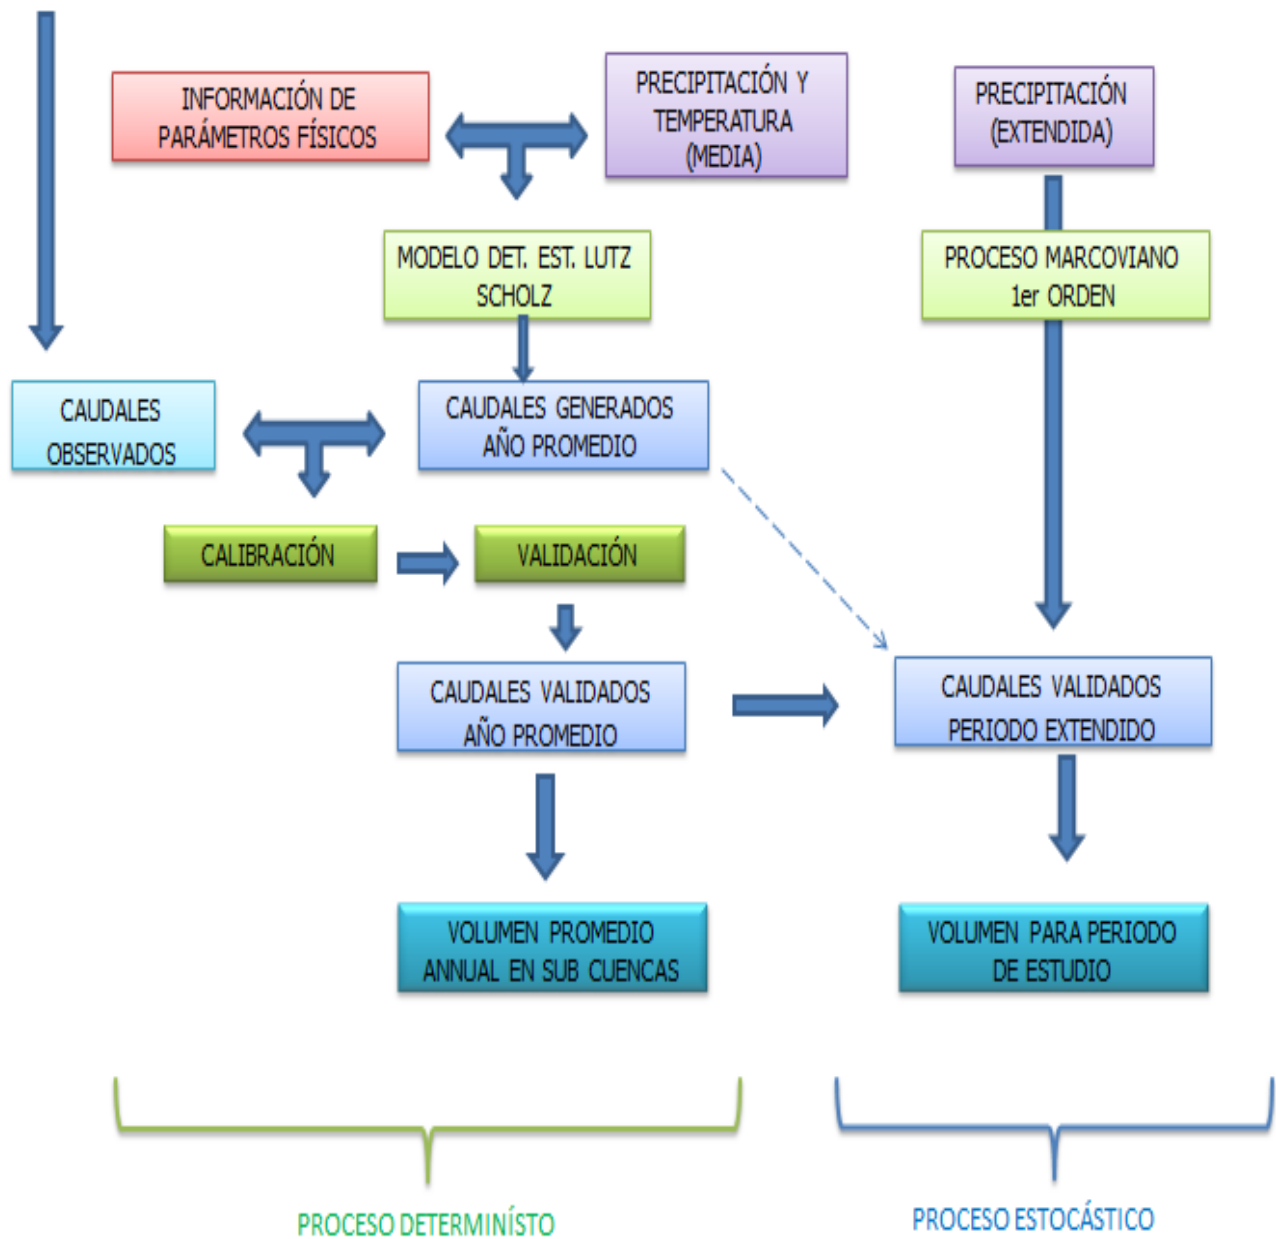 INFORMACIÓN DE
PARÁMETROS FÍSICOS
PRECIPITACIÓN Y
TEMPERATURA
(MEDIA)
PRECIPITACIÓN
(EXTENDIDA)
MODELO DET. EST. LUTZ
SCHOLZ
PROCESO MARCOVIANO
1er ORDEN
CAUDALES
OBSERVADOS
CAUDALES GENERADOS
AÑO PROMEDIO
CALIBRACIÓN
VALIDACIÓN
CAUDALES VALIDADOS
AÑO PROMEDIO
CAUDALES VALIDADOS
PERIODO EXTENDIDO
VOLUMEN PROMEDIO
ANNUAL EN SUB CUENCAS
VOLUMEN PARA PERIODO
DE ESTUDIO
PROCESO DETERMINÍSTO
PROCESO ESTOCÁSTICO